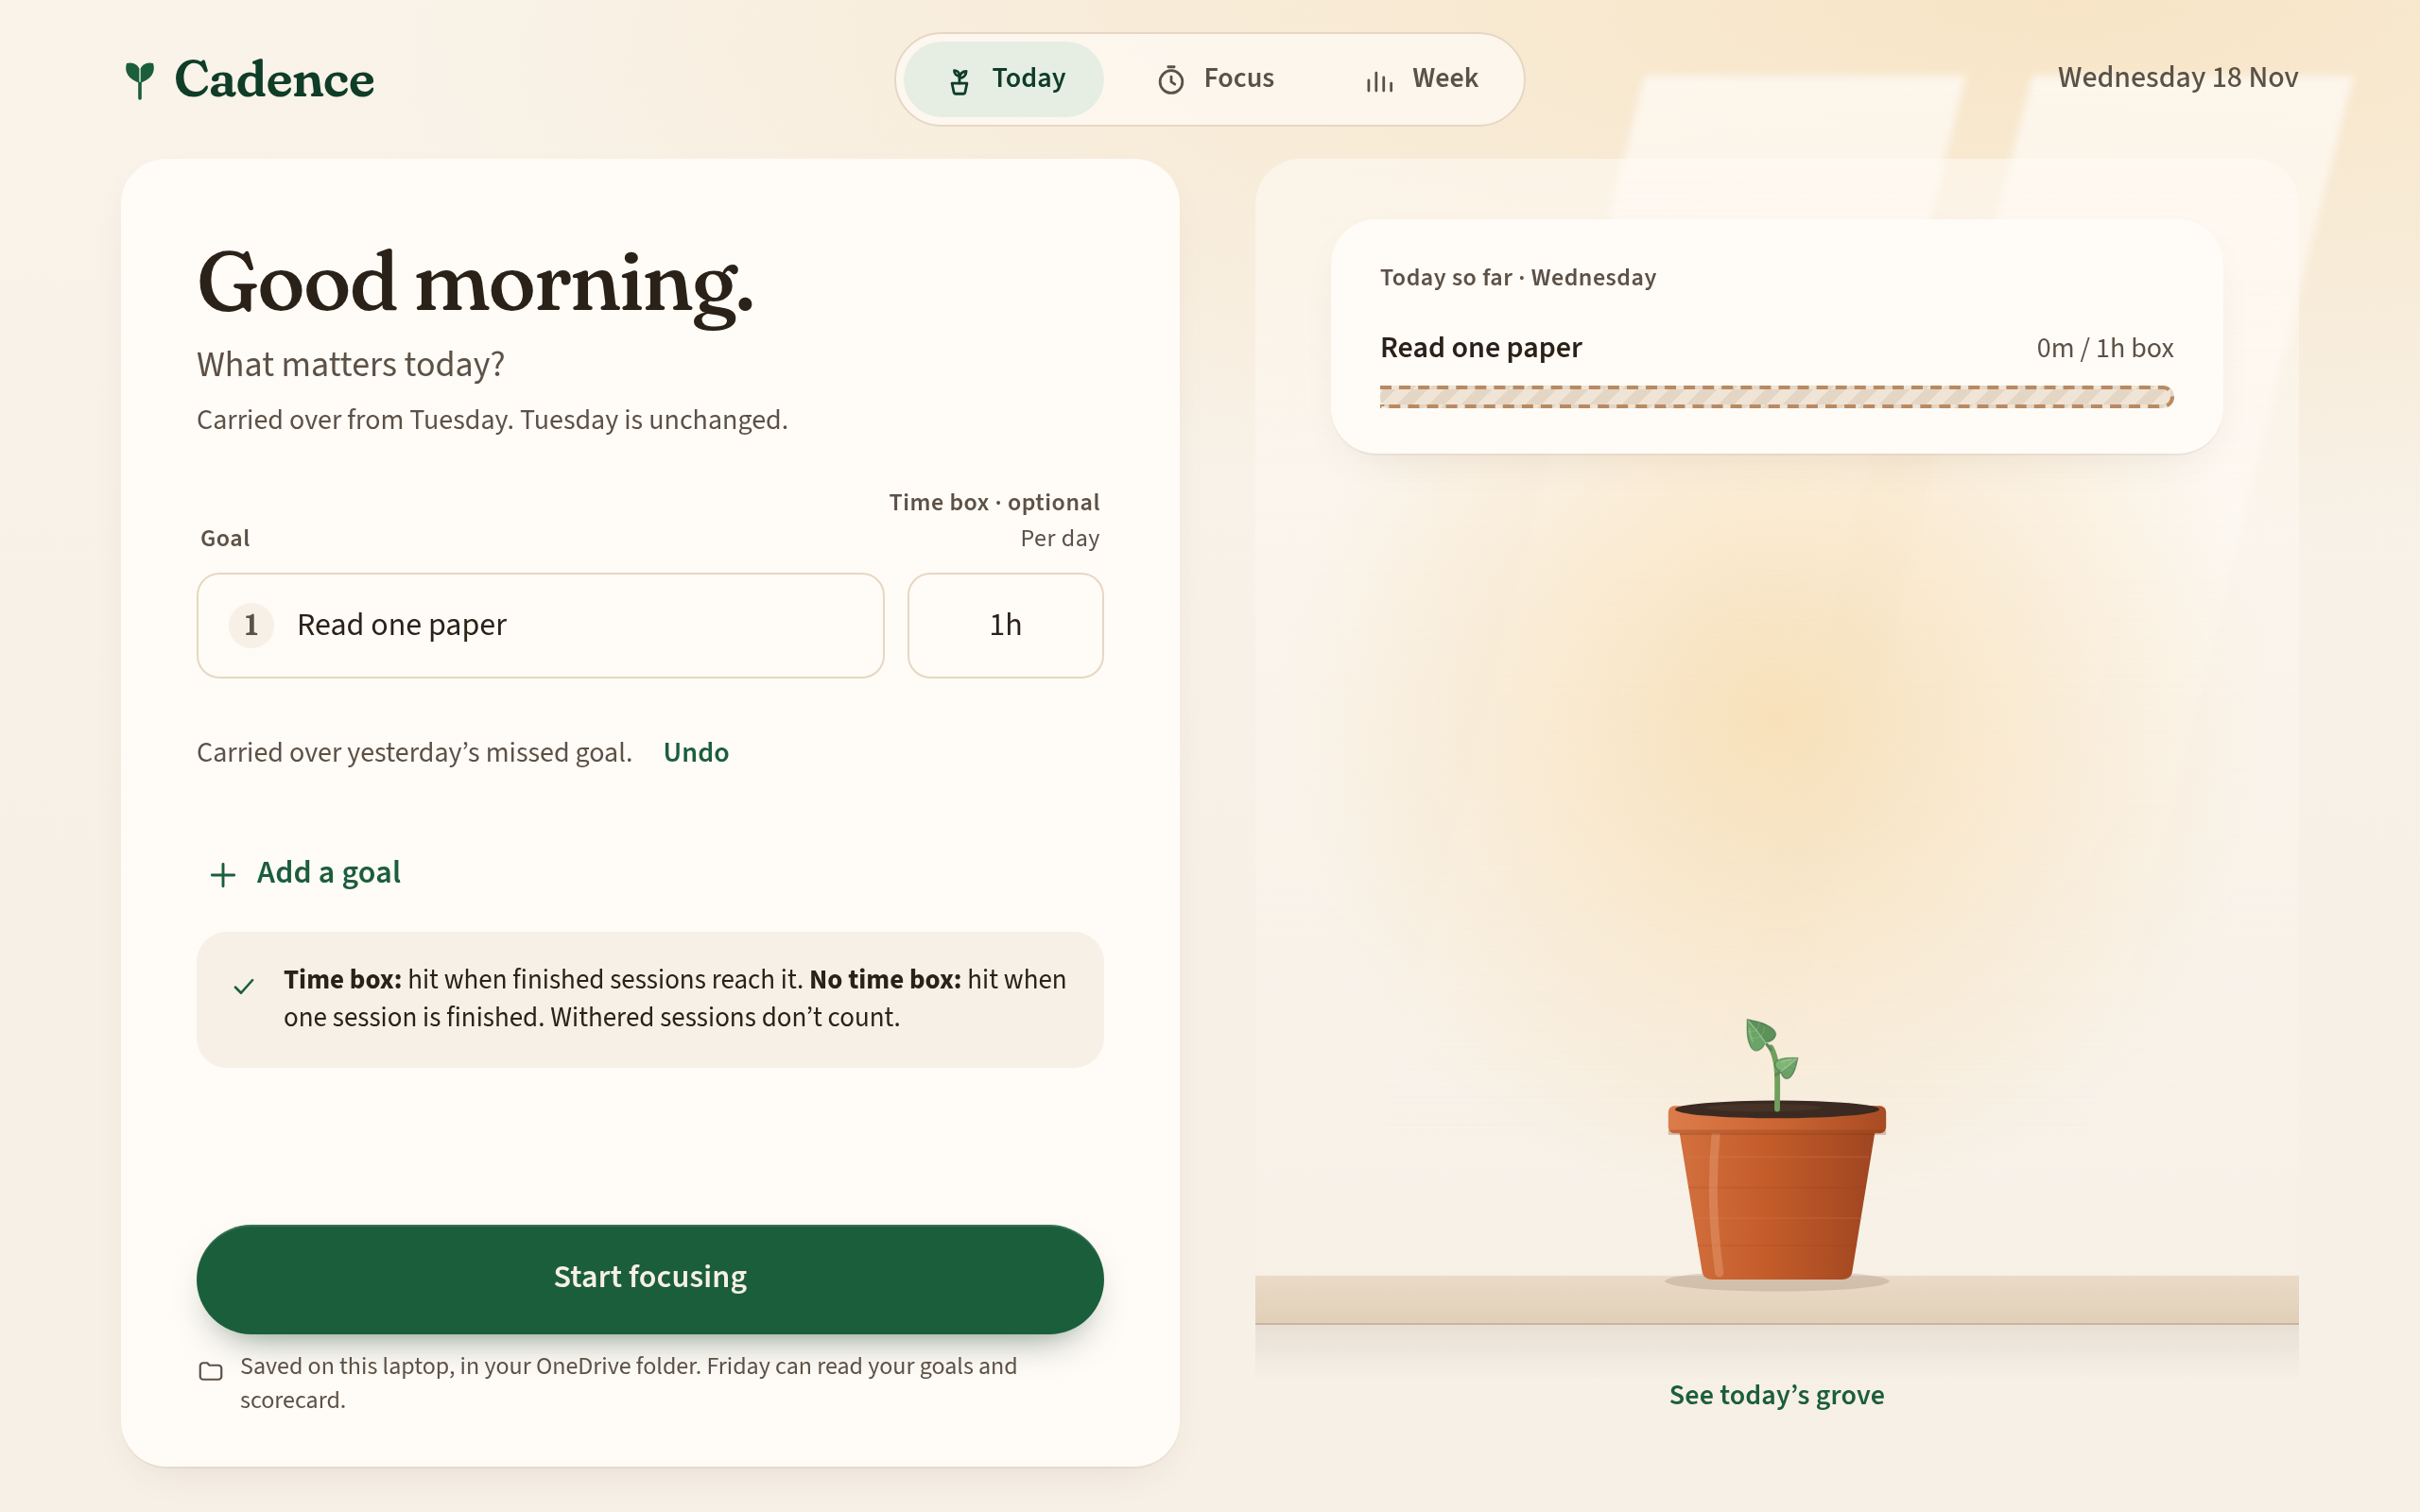 Cadence
Today
Focus
Week
Wednesday 18 Nov
Good morning.
What matters today?
Carried over from Tuesday. Tuesday is unchanged.
Time box · optional
Goal
Per day
1
Read one paper
1h
Carried over yesterday’s missed goal.
Undo
Add a goal
Time box: hit when finished sessions reach it. No time box: hit when
one session is finished. Withered sessions don’t count.
Start focusing
Saved on this laptop, in your OneDrive folder. Friday can read your goals and
scorecard.
Today so far · Wednesday
Read one paper
0m / 1h box
See today’s grove